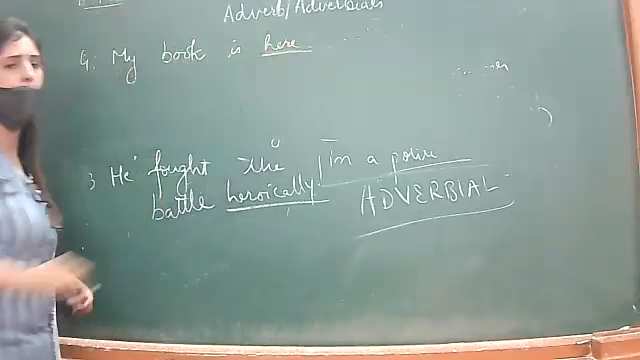 Adverb/Adverbials
4: My book is here
3 He fought the / in a polite
battle heroically. ADVERBIAL